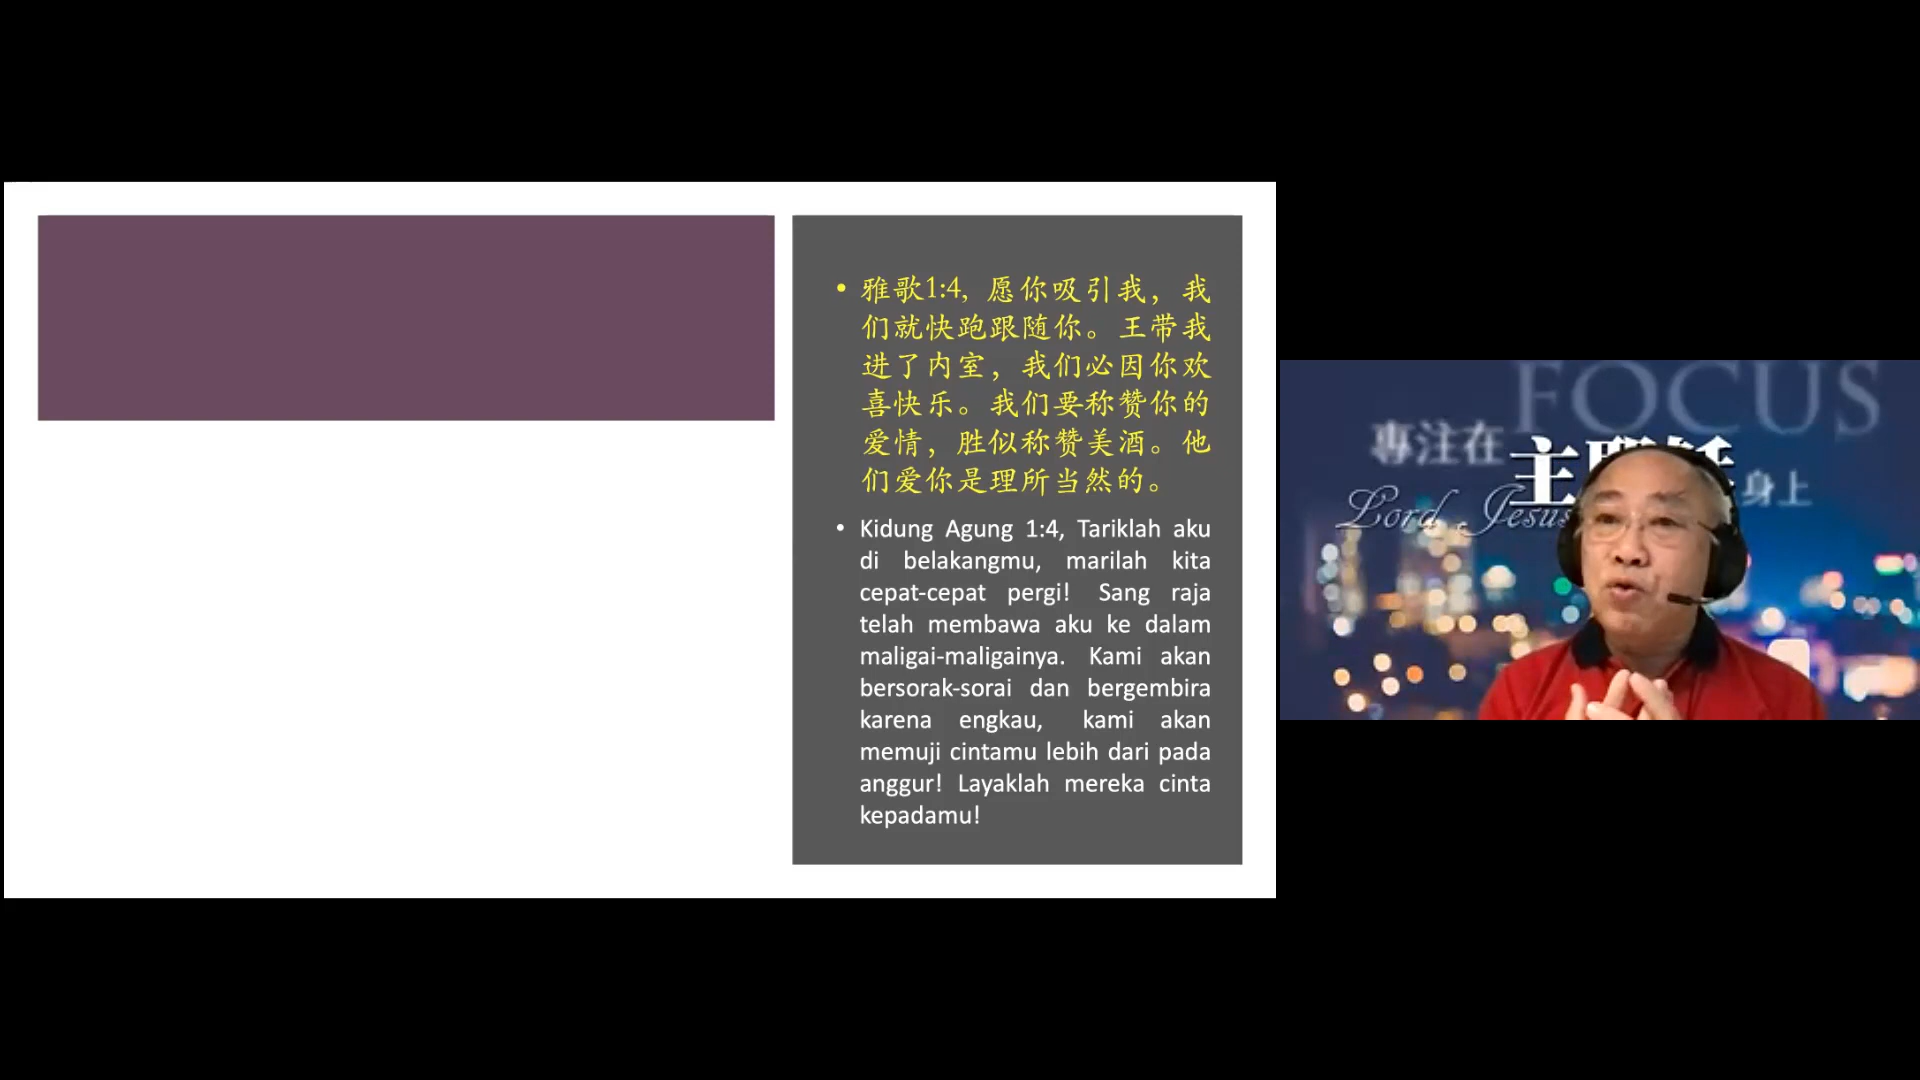 • 雅歌1:4, 愿你吸引我，我
们就快跑跟随你。王带我
进了内室，我们必因你欢
喜快乐。我们要称赞你的
爱情，胜似称赞美酒。他
们爱你是理所当然的。
• Kidung Agung 1:4, Tariklah aku
di belakangmu, marilah kita
cepat-cepat pergi! Sang raja
telah membawa aku ke dalam
maligai-maligainya. Kami akan
bersorak-sorai dan bergembira
karena engkau, kami akan
memuji cintamu lebih dari pada
anggur! Layaklah mereka cinta
kepadamu!
FOCUS
專注在
主
身上
Lord Jesus